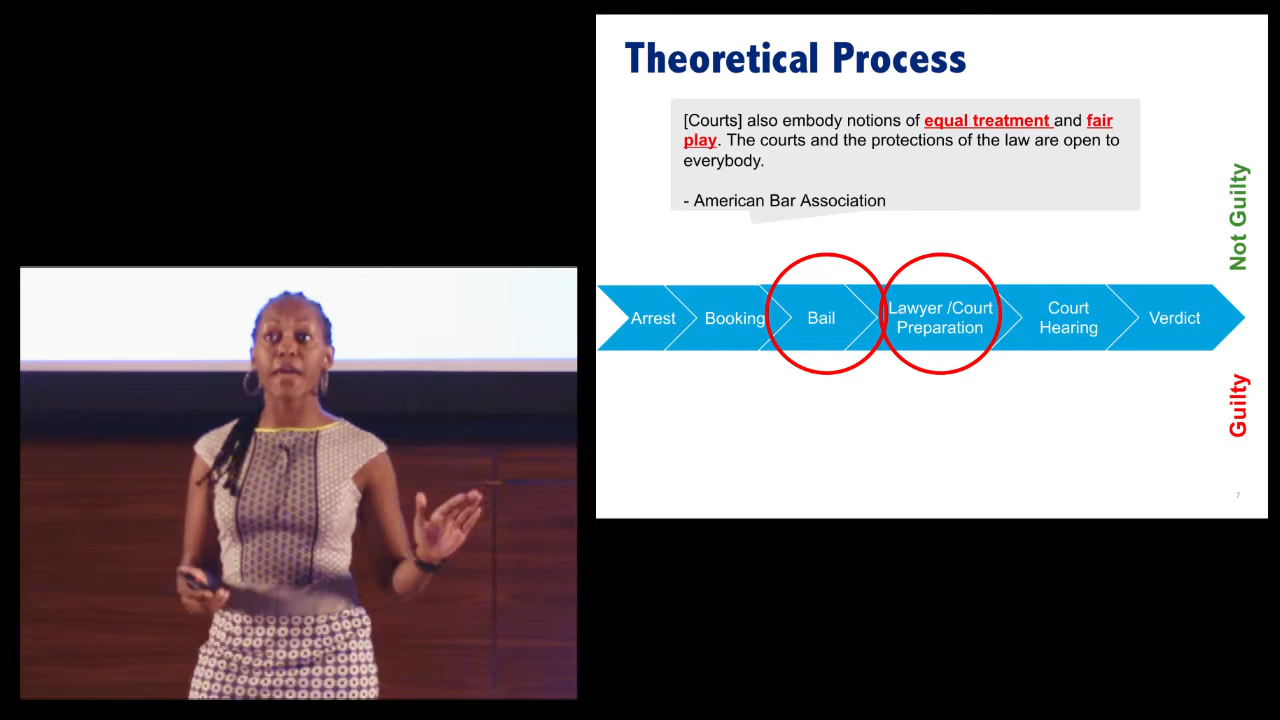 Theoretical Process
[Courts] also embody notions of equal treatment and fair
play. The courts and the protections of the law are open to
everybody.
- American Bar Association
Not Guilty
Arrest
Booking
Bail
Lawyer /Court
Preparation
Court
Hearing
Verdict
Guilty
7